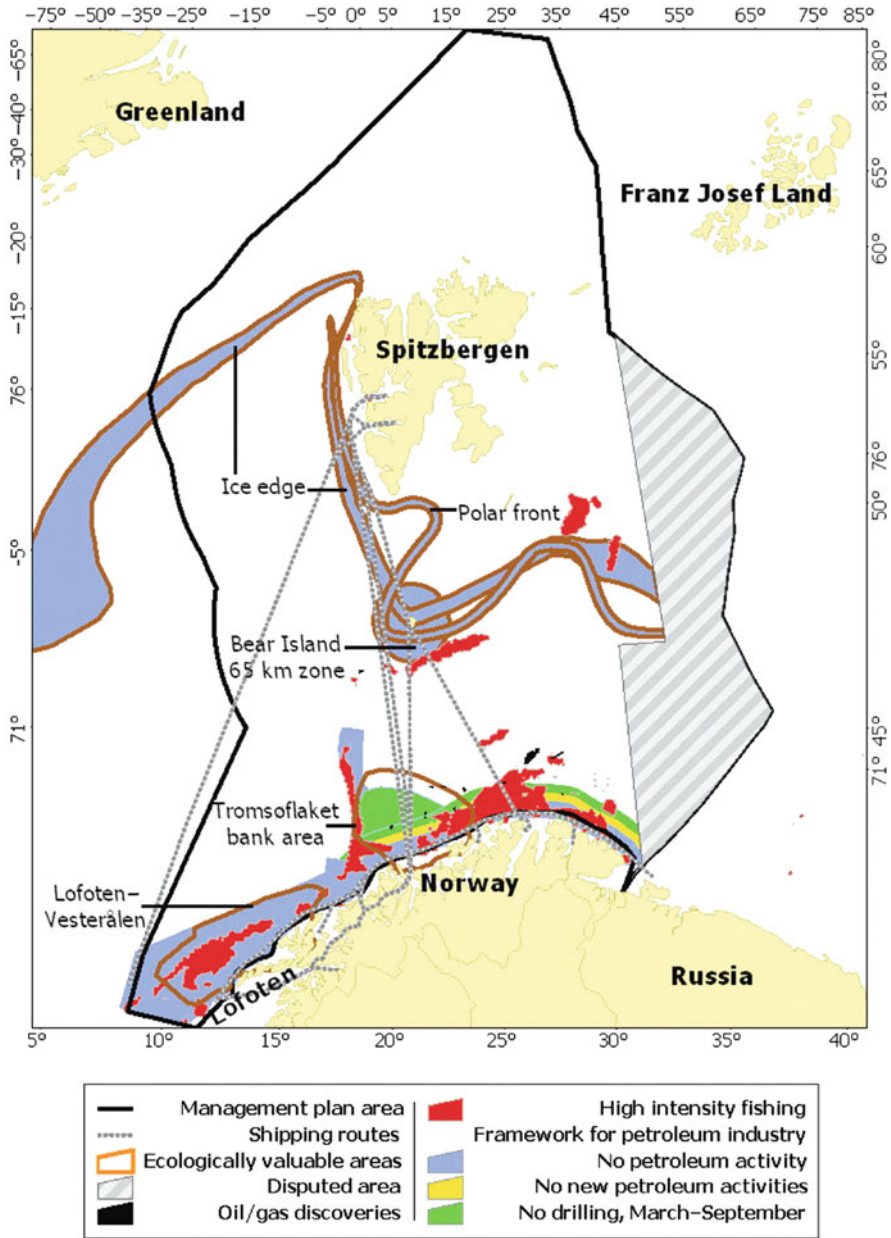 −75° −50° −35° −25° −15° −5° 0° 5° 15° 25° 35° 45° 55° 65° 75° 85°
−65°
−40°
−30°
−20°
−15°
76°
−5°
71°
80°
81°
65°
60°
55°
76°
50°
45°
71°
Greenland
Franz Josef Land
Spitzbergen
Ice edge
Polar front
Bear Island
65 km zone
Tromsoflaket
bank area
Norway
Lofoten−
Vesterålen
Lofoten
Russia
5° 10° 15° 20° 25° 30° 35° 40°
Management plan area
Shipping routes
Ecologically valuable areas
Disputed area
Oil/gas discoveries
High intensity fishing
Framework for petroleum industry
No petroleum activity
No new petroleum activities
No drilling, March−September